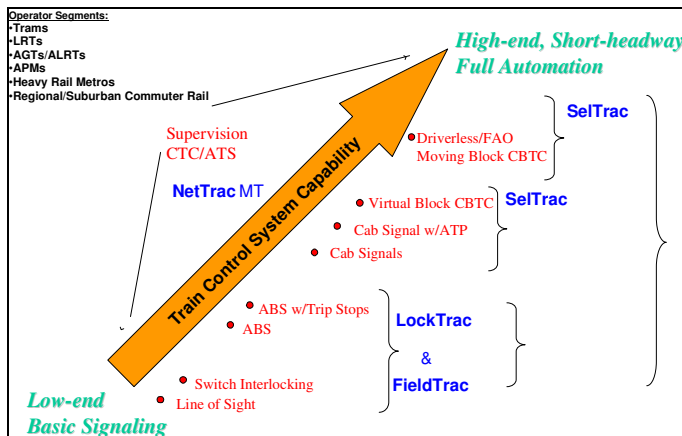 Operator Segments:
•Trams
•LRTs
•AGTs/ALRTs
•APMs
•Heavy Rail Metros
•Regional/Suburban Commuter Rail
High-end, Short-headway
Full Automation
Supervision
CTC/ATS
NetTrac MT
Train Control System Capability
Driverless/FAO
Moving Block CBTC
SelTrac
Virtual Block CBTC
Cab Signal w/ATP
Cab Signals
SelTrac
ABS w/Trip Stops
ABS
LockTrac
&
FieldTrac
Switch Interlocking
Line of Sight
Low-end
Basic Signaling